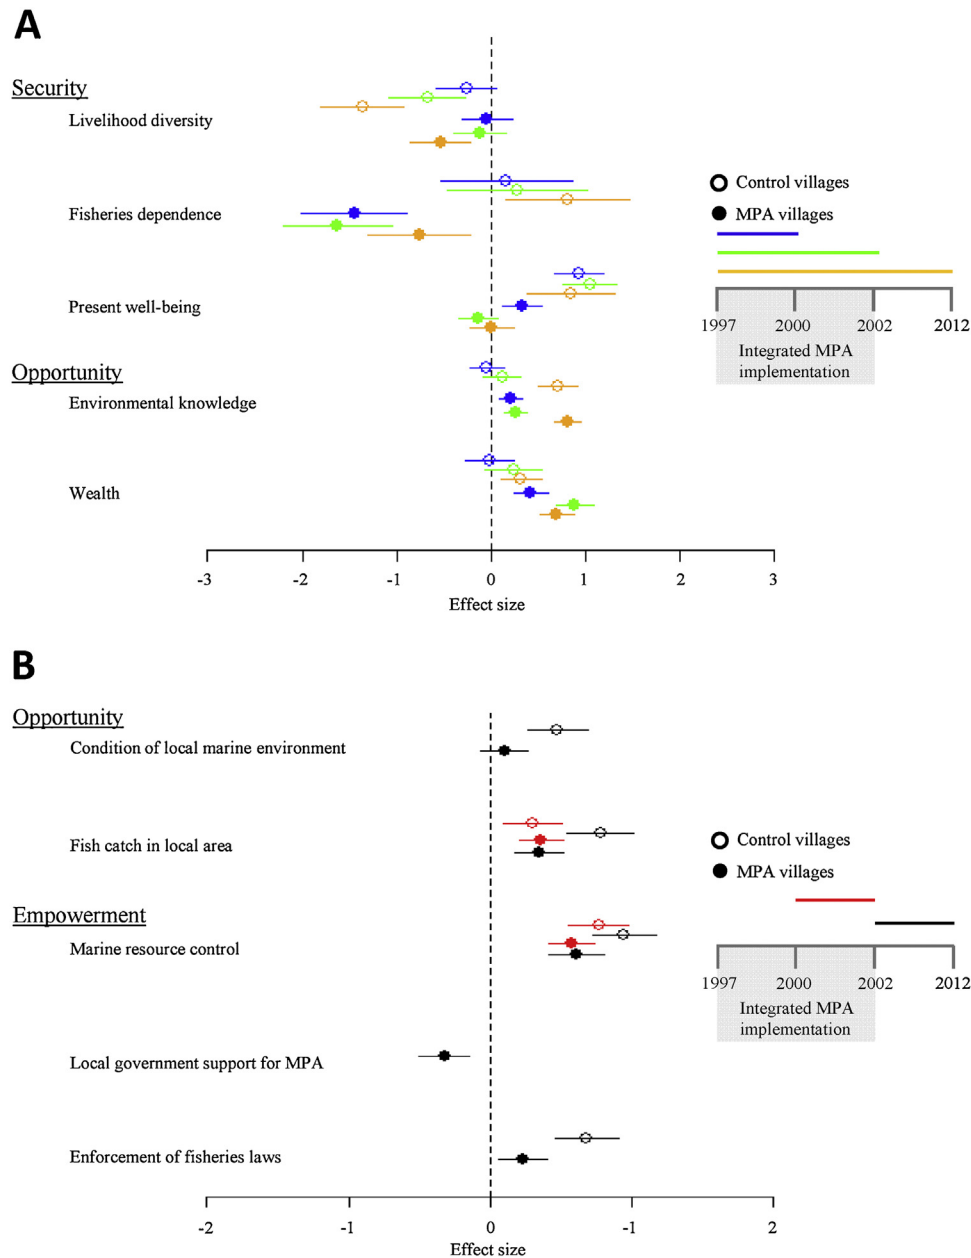 A
Security
Livelihood diversity
Fisheries dependence
Present well-being
Opportunity
Environmental knowledge
Wealth
-3 -2 -1 0 1 2 3
Effect size
Control villages
MPA villages
1997 2000 2002 2012
Integrated MPA
implementation
B
Opportunity
Condition of local marine environment
Fish catch in local area
Empowerment
Marine resource control
Local government support for MPA
Enforcement of fisheries laws
-2 -1 0 -1 2
Effect size
Control villages
MPA villages
1997 2000 2002 2012
Integrated MPA
implementation